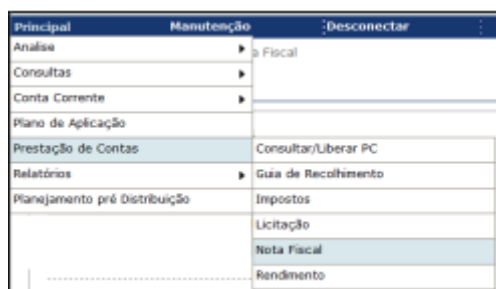 Principal Manutenção Desconectar
Analise
a Fiscal
Consultas
Conta Corrente
Plano de Aplicação
Prestação de Contas
Consultar/Liberar PC
Relatórios
Guia de Recolhimento
Planejamento pré Distribuição
Impostos
Licitação
Nota Fiscal
Rendimento